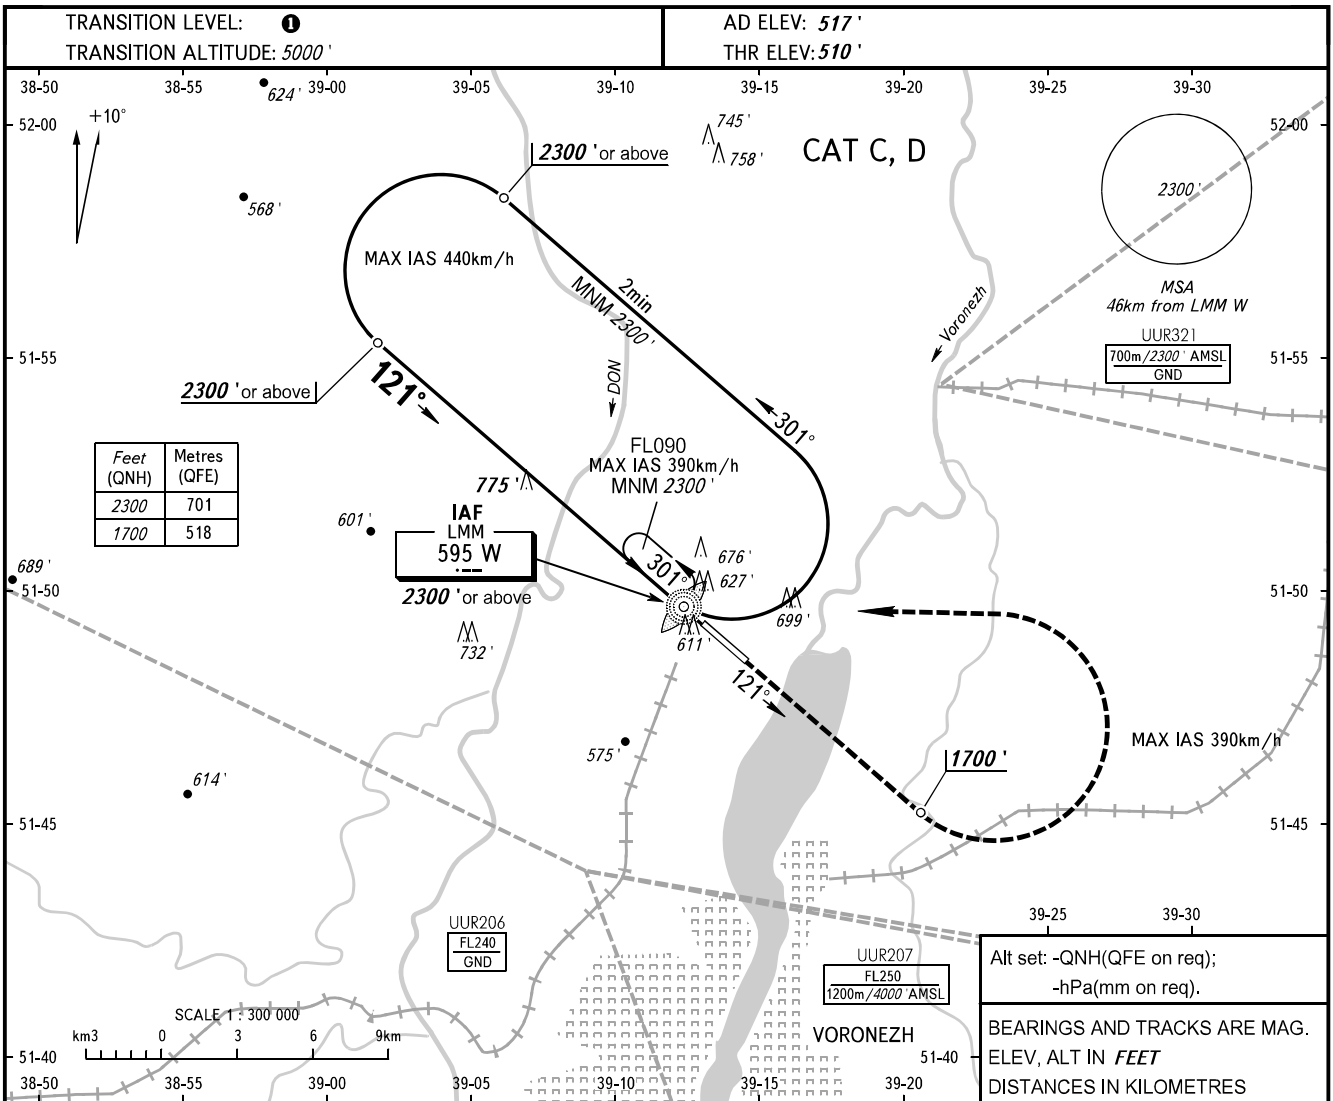 TRANSITION LEVEL: 1
TRANSITION ALTITUDE: 5000 '
AD ELEV: 517 '
THR ELEV: 510 '
38-50
38-55
39-00
39-05
39-10
39-15
39-20
39-25
39-30
624 '
+10°
52-00
52-00
745 '
758 '
CAT C, D
2300 ' or above
568 '
2300 '
MAX IAS 440km/h
2min
MNM 2300 '
MSA
46km from LMM W
Voronezh
UUR321
700m/2300 ' AMSL
GND
51-55
51-55
2300 ' or above
121°
DON
301°
Feet
(QNH)
Metres
(QFE)
2300
701
1700
518
FL090
MAX IAS 390km/h
MNM 2300 '
775 '
601 '
IAF
LMM
595 W
2300 ' or above
301°
676 '
627 '
689 '
51-50
51-50
699 '
611 '
732 '
121°
575 '
MAX IAS 390km/h
1700 '
614 '
51-45
51-45
UUR206
FL240
GND
39-25
39-30
UUR207
FL250
1200m/4000 ' AMSL
Alt set: -QNH(QFE on req);
-hPa(mm on req).
SCALE 1 : 300 000
km3
0
3
6
9km
VORONEZH
BEARINGS AND TRACKS ARE MAG.
ELEV, ALT IN FEET
DISTANCES IN KILOMETRES
51-40
51-40
38-50
38-55
39-00
39-05
39-10
39-15
39-20